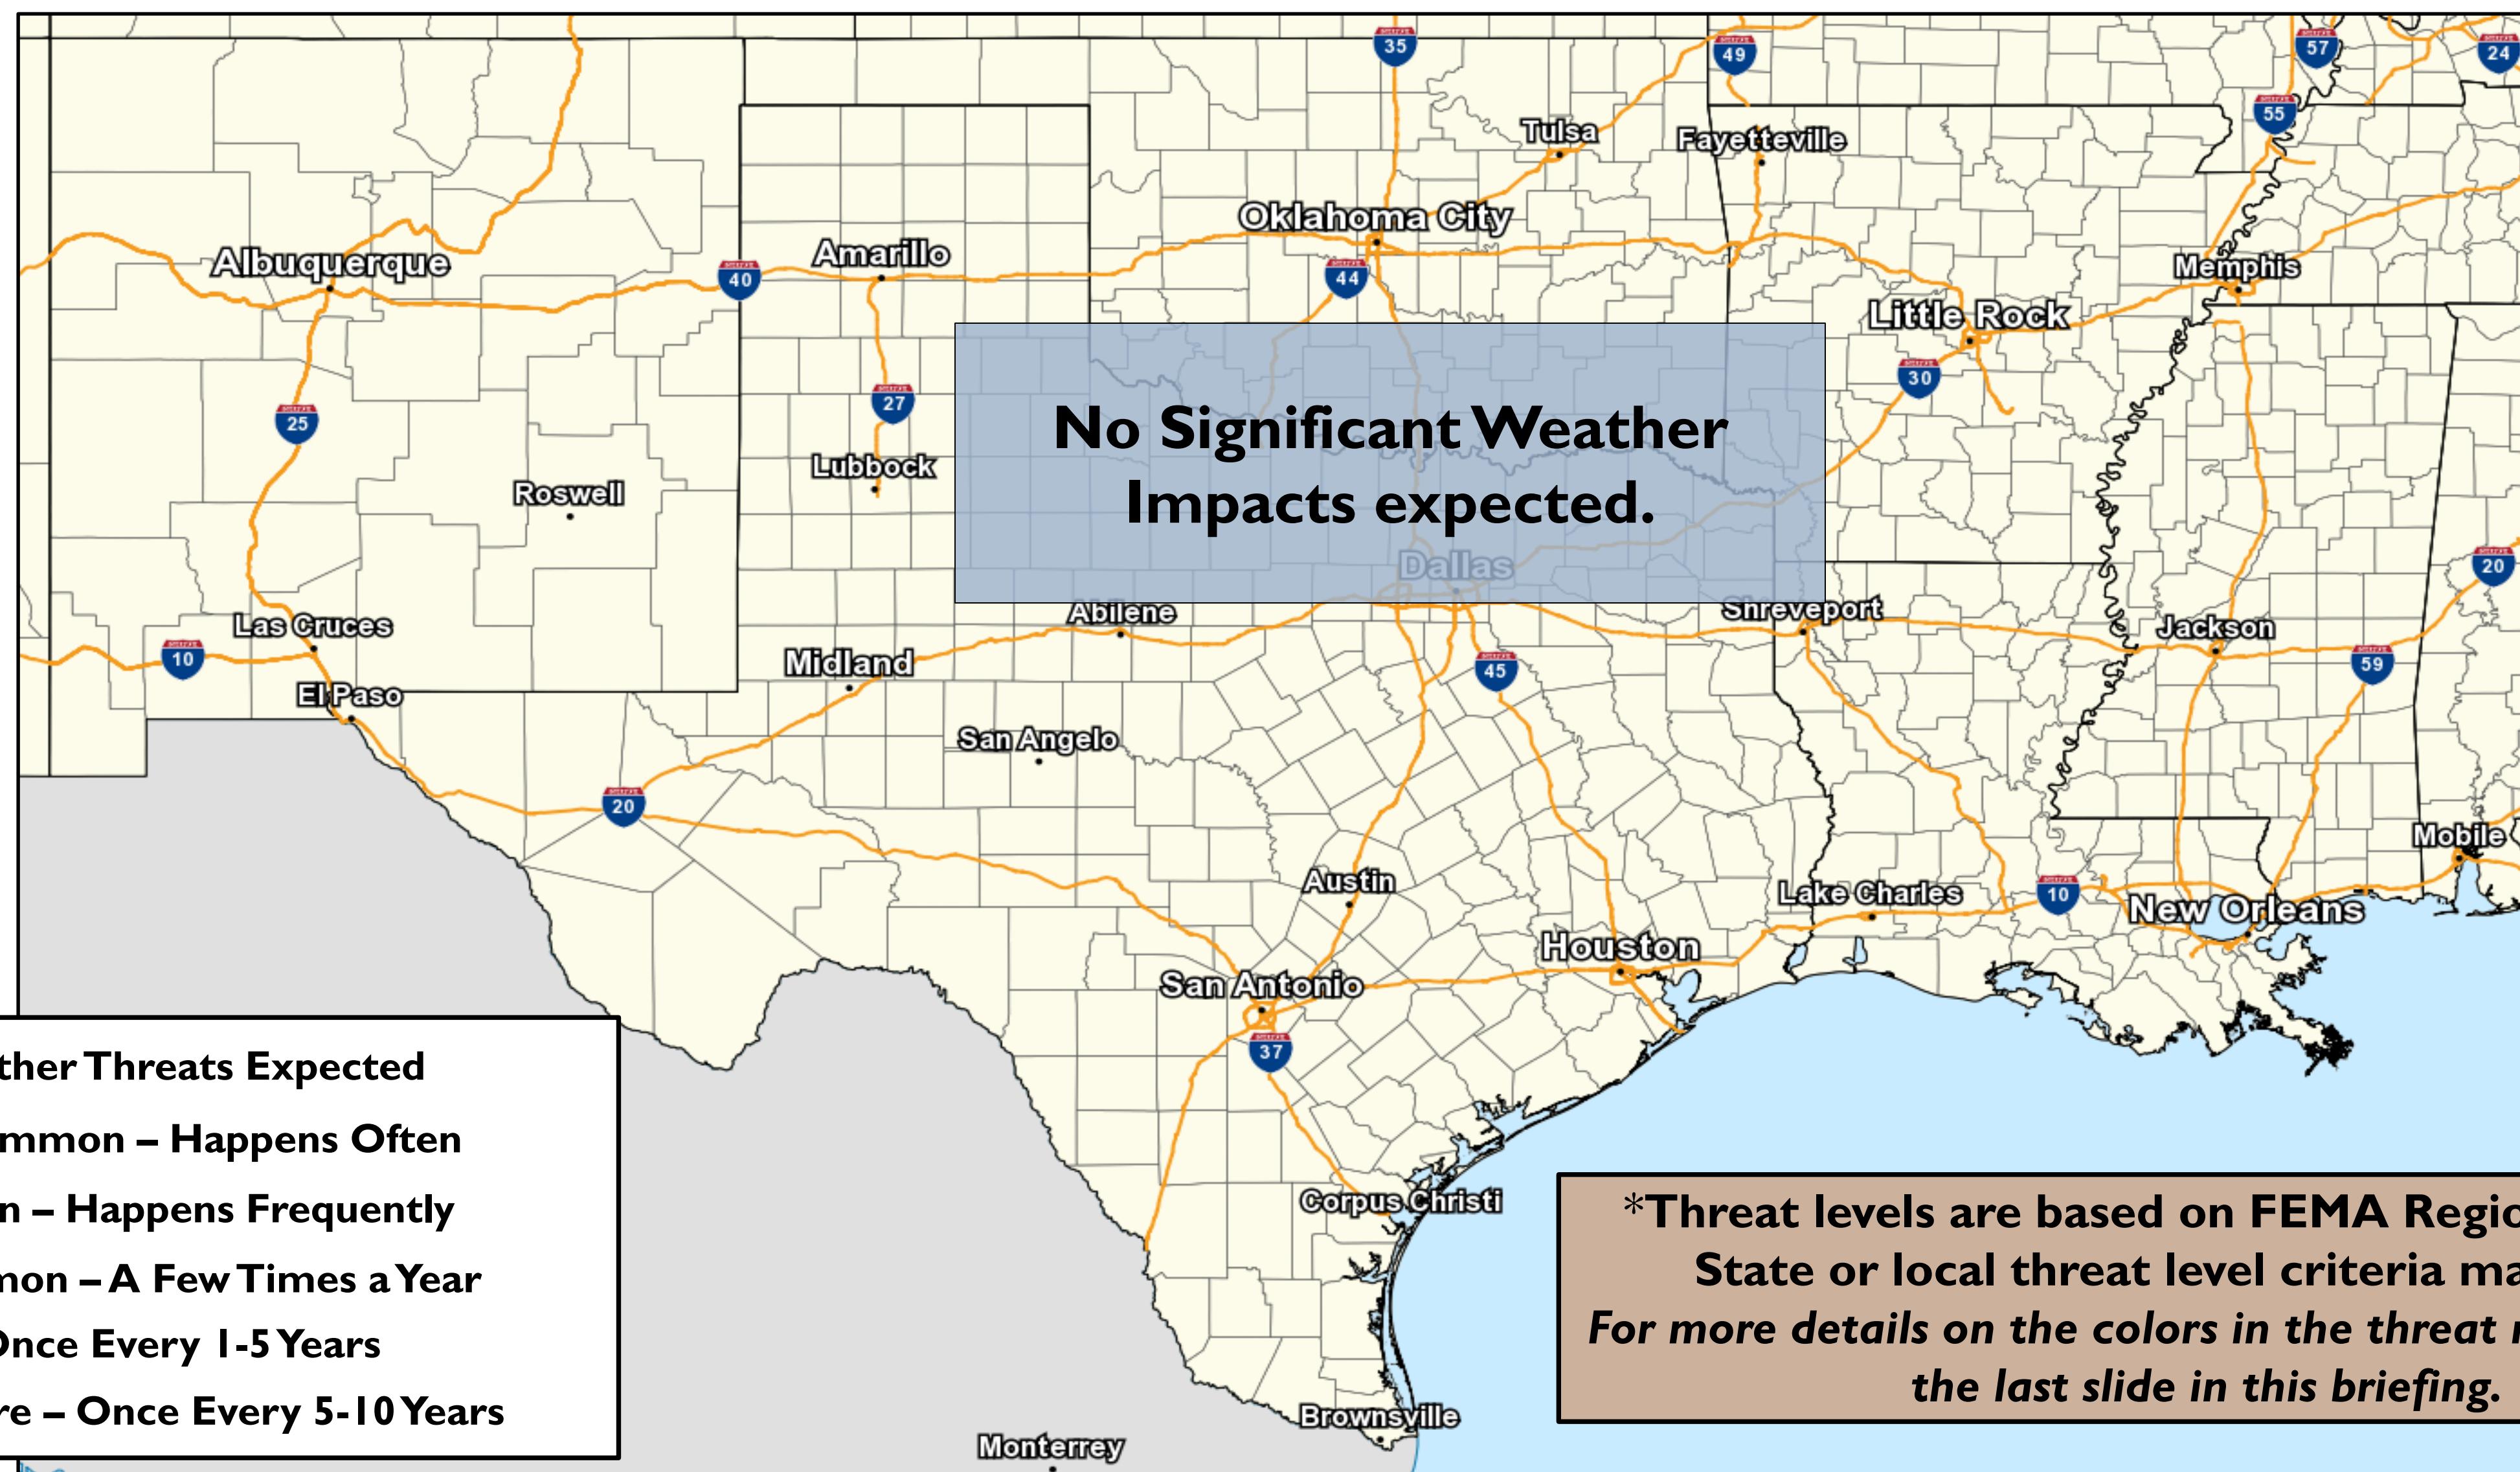 35
49
57
24
55
Tulsa
Fayetteville
Oklahoma City
Albuquerque
Amarillo
40
44
Memphis
Little Rock
30
27
25
No Significant Weather
Impacts expected.
Lubbock
Roswell
Dallas
20
Abilene
Shreveport
Las Cruces
Jackson
10
Midland
45
59
El Paso
San Angelo
20
Mobile
Austin
Lake Charles
10
New Orleans
Houston
San Antonio
37
Corpus Christi
Brownsville
Monterrey
ther Threats Expected
mmon – Happens Often
n – Happens Frequently
mon – A Few Times a Year
Once Every 1-5 Years
re – Once Every 5-10 Years
*Threat levels are based on FEMA Regio
State or local threat level criteria ma
For more details on the colors in the threat
the last slide in this briefing.